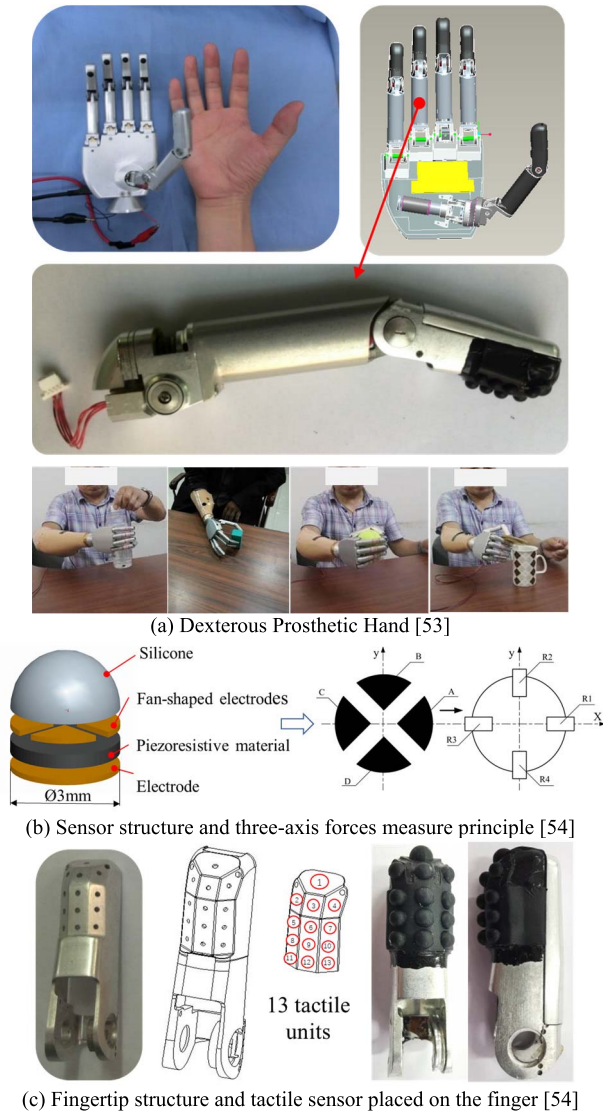 (a) Dexterous Prosthetic Hand [53]
Silicone
Fan-shaped electrodes
Piezoresistive material
Electrode
Ø3mm
y
B
C
A
D
y
R2
R1
X
R3
R4
(b) Sensor structure and three-axis forces measure principle [54]
1
2
3
4
5
6
7
8
9
10
11
12
13
13 tactile
units
(c) Fingertip structure and tactile sensor placed on the finger [54]